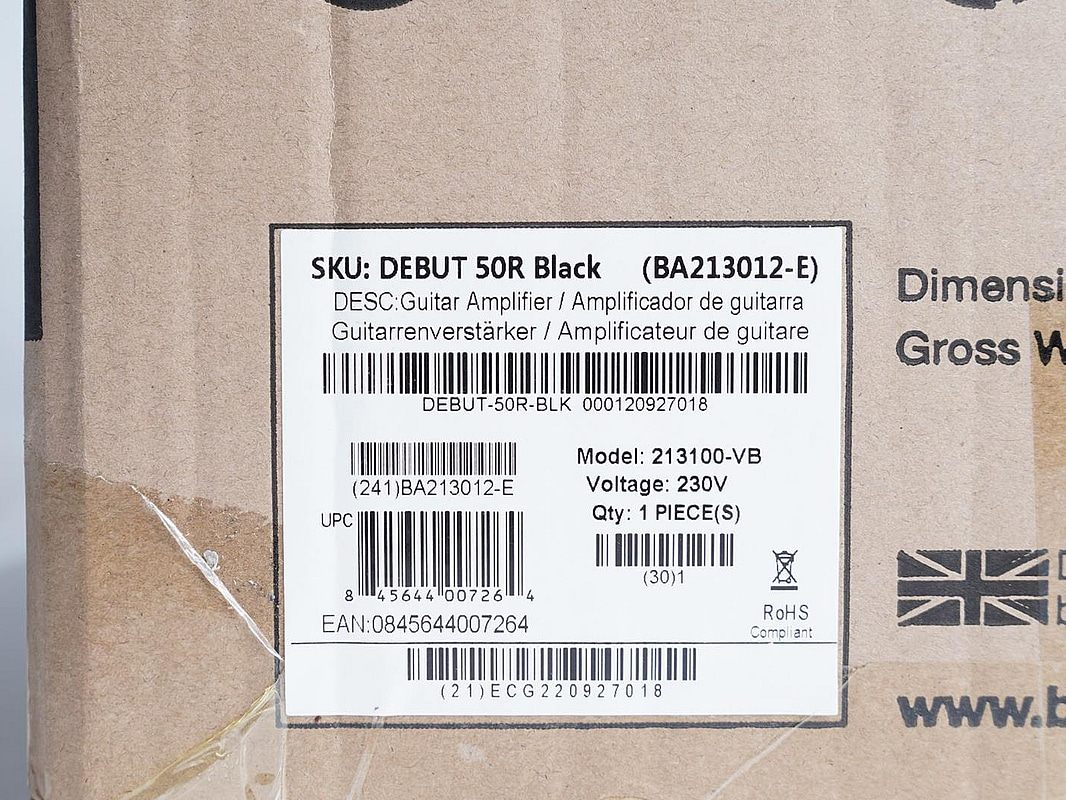 SKU: DEBUT 50R Black (BA213012-E)
DESC:Guitar Amplifier / Amplificador de guitarra
Guitarrenverstärker / Amplificateur de guitare
DEBUT-50R-BLK 000120927018
(241)BA213012-E
Model: 213100-VB
Voltage: 230V
Qty: 1 PIECE(S)
(30)1
UPC
8 45644 00726 4
EAN:0845644007264
RoHS
Compliant
(21)ECG220927018
Gross